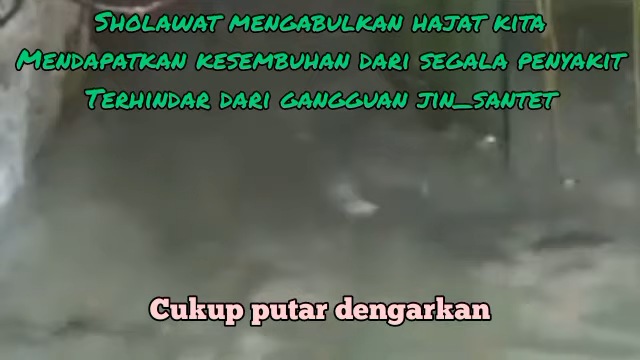 Sholawat mengabulkan hajat kita
Mendapatkan kesembuhan dari segala penyakit
Terhindar dari gangguan jin_santet
Cukup putar dengarkan